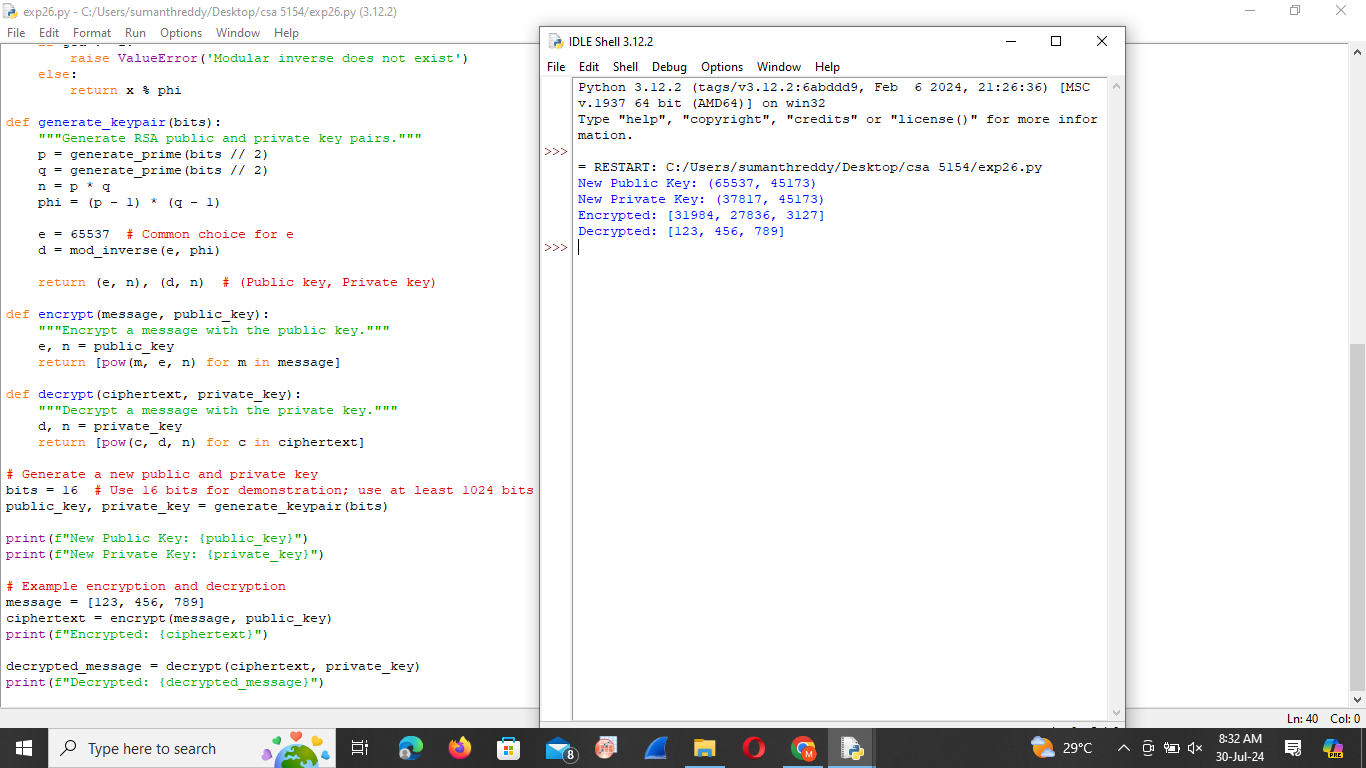 exp26.py - C:/Users/sumanthreddy/Desktop/csa 5154/exp26.py (3.12.2)
File Edit Format Run Options Window Help
raise ValueError('Modular inverse does not exist')
else:
return x % phi
def generate_keypair(bits):
"""Generate RSA public and private key pairs."""
p = generate_prime(bits // 2)
q = generate_prime(bits // 2)
n = p * q
phi = (p - 1) * (q - 1)
e = 65537  # Common choice for e
d = mod_inverse(e, phi)
return (e, n), (d, n)  # (Public key, Private key)
def encrypt(message, public_key):
"""Encrypt a message with the public key."""
e, n = public_key
return [pow(m, e, n) for m in message]
def decrypt(ciphertext, private_key):
"""Decrypt a message with the private key."""
d, n = private_key
return [pow(c, d, n) for c in ciphertext]
# Generate a new public and private key
bits = 16  # Use 16 bits for demonstration; use at least 1024 bits
public_key, private_key = generate_keypair(bits)
print(f"New Public Key: {public_key}")
print(f"New Private Key: {private_key}")
# Example encryption and decryption
message = [123, 456, 789]
ciphertext = encrypt(message, public_key)
print(f"Encrypted: {ciphertext}")
decrypted_message = decrypt(ciphertext, private_key)
print(f"Decrypted: {decrypted_message}")
IDLE Shell 3.12.2
File Edit Shell Debug Options Window Help
Python 3.12.2 (tags/v3.12.2:6abddd9, Feb  6 2024, 21:26:36) [MSC
v.1937 64 bit (AMD64)] on win32
Type "help", "copyright", "credits" or "license()" for more infor
mation.
>>>
= RESTART: C:/Users/sumanthreddy/Desktop/csa 5154/exp26.py
New Public Key: (65537, 45173)
New Private Key: (37817, 45173)
Encrypted: [31984, 27836, 3127]
Decrypted: [123, 456, 789]
>>>
Ln: 40 Col: 0
Type here to search
8
M
29°C
8:32 AM
30-Jul-24
PRE